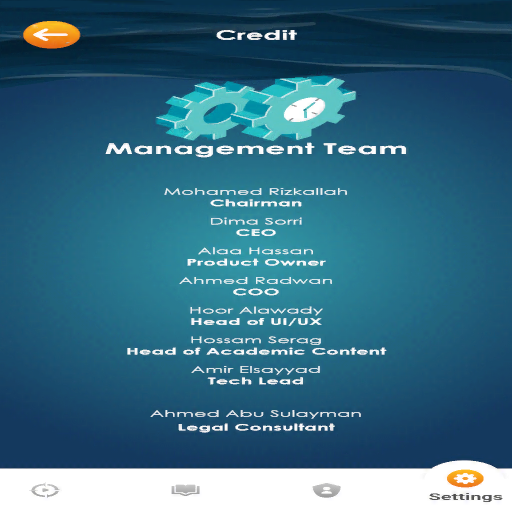 Credit
Management Team
Mohamed Rizkallah
Chairman
Dima Sorri
CEO
Alaa Hassan
Product Owner
Ahmed Radwan
COO
Hoor Alawady
Head of UI/UX
Hossam Serag
Head of Academic Content
Amir Elsayyad
Tech Lead
Ahmed Abu Sulayman
Legal Consultant
Settings